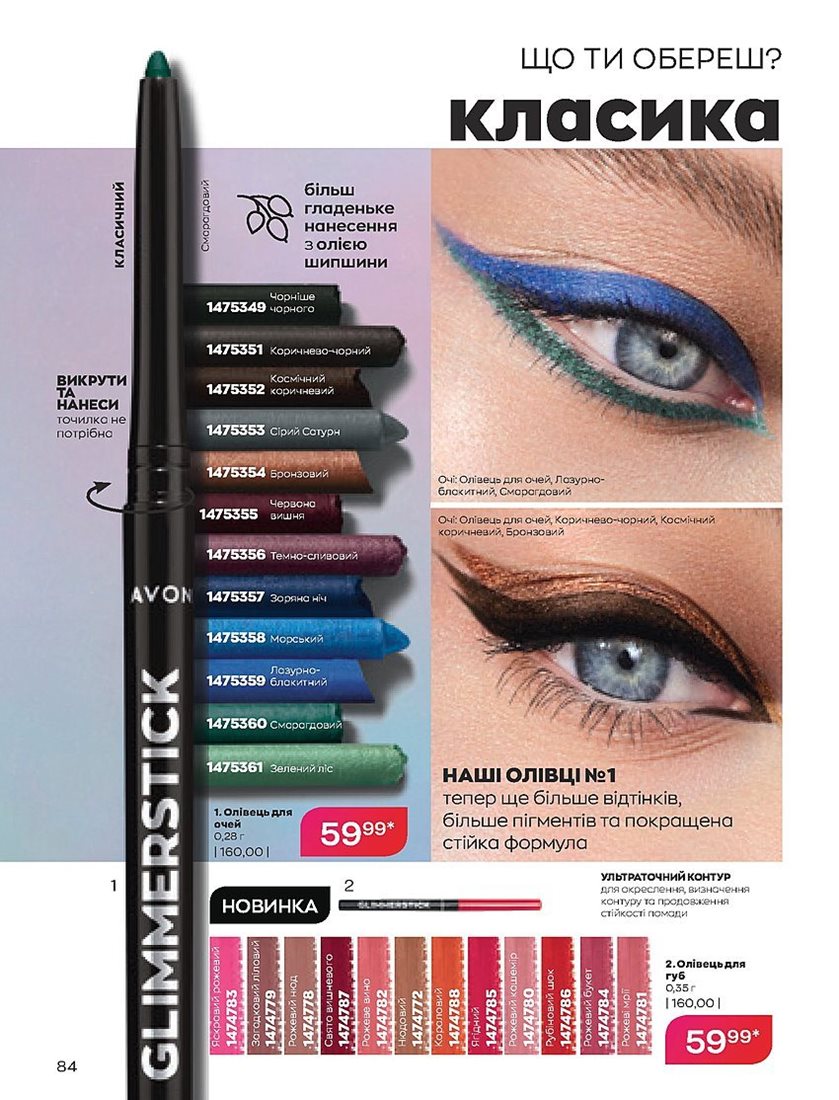 ЩО ТИ ОБЕРЕШ?
класика
КЛАСИЧНИЙ
Смарагдовий
більш
гладеньке
нанесення
з олією
шипшини
ВИКРУТИ
ТА
НАНЕСИ
точилка не
потрібна
1475349 Чорніше
чорного
1475351 Коричнево-чорний
1475352 Космічний
коричневий
1475353 Сірий Сатурн
1475354 Бронзовий
1475355 Червона
вишня
1475356 Темно-сливовий
1475357 Зоряна ніч
1475358 Морський
1475359 Лазурно-
блакитний
1475360 Смарагдовий
1475361 Зелений ліс
AVON
GLIMMERSTICK
Очі: Олівець для очей, Лазурно-
блакитний, Смарагдовий
Очі: Олівець для очей, Коричнево-чорний, Космічний
коричневий, Бронзовий
НАШІ ОЛІВЦІ №1
тепер ще більше відтінків,
більше пігментів та покращена
стійка формула
1. Олівець для
очей
0,28 г
|160,00|
59⁹⁹*
1
НОВИНКА
2
GLIMMERSTICK
УЛЬТРАТОЧНИЙ КОНТУР
для окреслення, визначення
контуру та продовження
стійкості помади
Яскравий рожевий 1474783
Загадковий ліловий 1474779
Рожевий нюд 1474778
Свято вишневого 1474787
Рожеве вино 1474782
Нюдовий 1474772
Кораловий 1474788
Ягідний 1474785
Рожевий кошемір 1474780
Рубіновий шок 1474786
Рожевий букет 1474784
Рожеві мрії 1474781
2. Олівець для
губ
0,35 г
|160,00|
59⁹⁹*
84